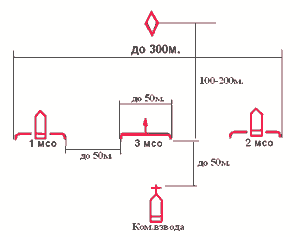 до 300м.
100-200м.
до 50м.
1 мсо
3 мсо
2 мсо
до 50м.
до 50м.
Ком.взвода